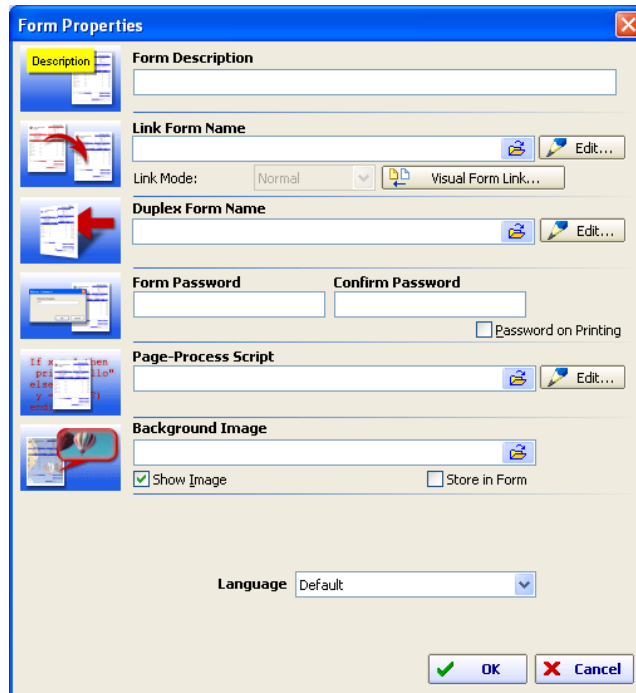 Form Properties
Description
Form Description
Link Form Name
Edit...
Link Mode: Normal Visual Form Link...
Duplex Form Name
Edit...
Form Password Confirm Password
Password on Printing
Page-Process Script
Edit...
Background Image
Show Image Store in Form
Language Default
OK Cancel